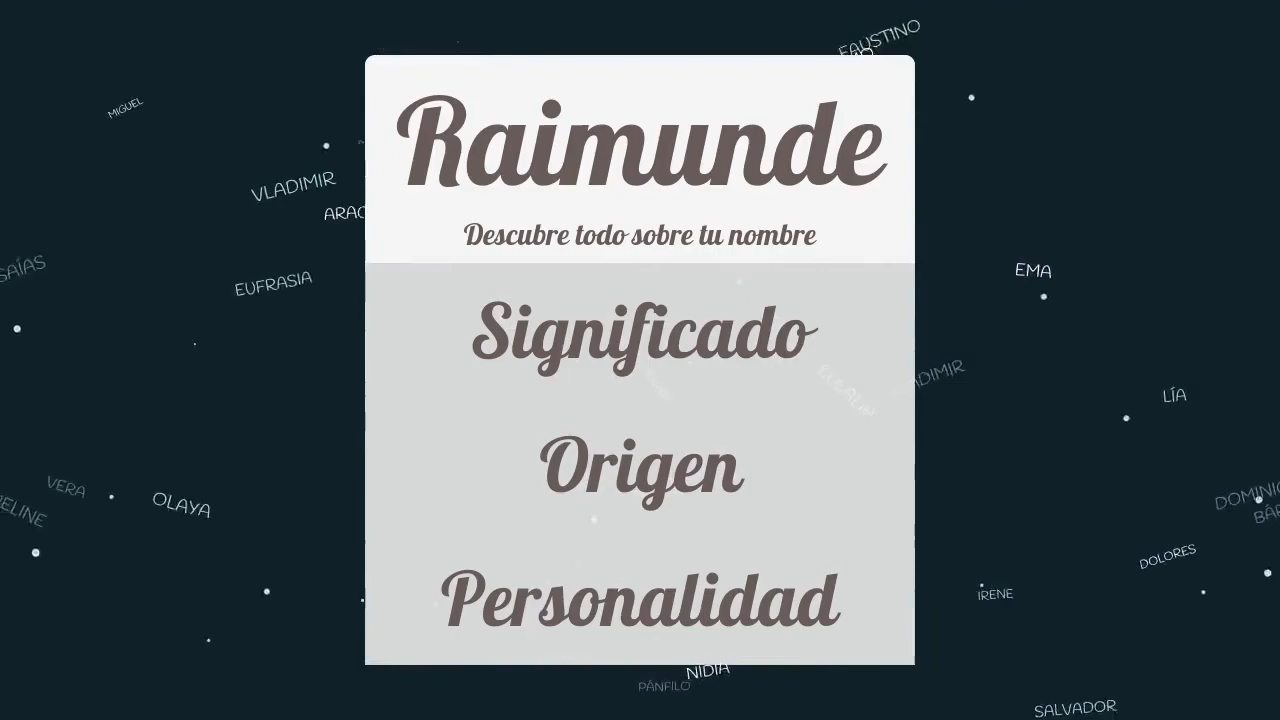 FAUSTINO
MIGUEL
Raimunde
VLADIMIR
Descubre todo sobre tu nombre
EUFRASIA
EMA
Significado
LÍA
VERA
OLAYA
Origen
DOLORES
IRENE
Personalidad
NIDIA
PÁNFILO
SALVADOR